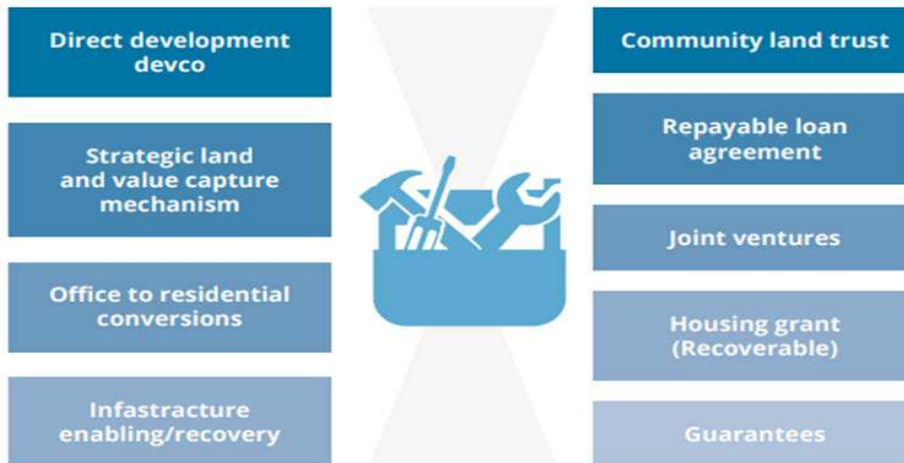 Direct development
devco
Strategic land
and value capture
mechanism
Office to residential
conversions
Infastracture
enabling/recovery
Community land trust
Repayable loan
agreement
Joint ventures
Housing grant
(Recoverable)
Guarantees